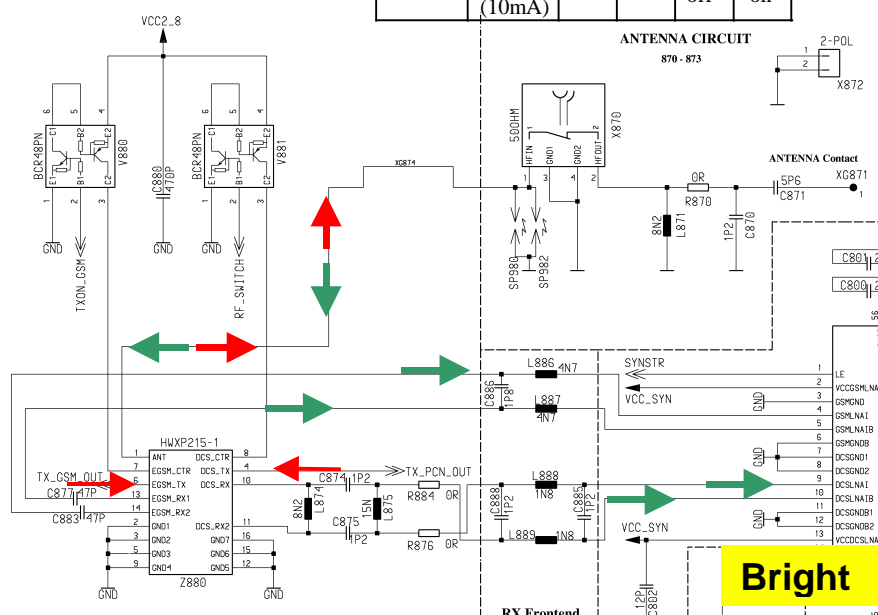 (10mA)
off
on
VCC2_8
ANTENNA CIRCUIT
870 - 873
2-POL
1
2
X872
6 5 4
C1 B2 E2
BCR48PN
V880
E1 B1 C2
1 2 3
6 5 4
C1 B2 E2
BCR48PN
V881
E1 B1 C2
1 2 3
C880
470P
50OHM
X870
1 2
HFIN GND1 GND2 HFOUT
1 3 4 2
XG874
ANTENNA Contact
0R
R870
5P6
C871
XG871
1
8N2
L871
1P2
C870
SP980
SP982
GND
TXON_GSM
GND
GND
RF_SWITCH
GND
C801
C800
56
L886 4N7
C886
1P8
L887
4N7
SYNSTR
VCC_SYN
GND
GND
GND
1 LE
2 VCCGSMLNA
3 GSMGND
4 GSMLNAI
5 GSMLNAIB
6 GSMGNDB
7 DCSGND1
8 DCSGND2
9 DCSLNAI
10 DCSLNAIB
11 DCSGNDB1
12 DCSGNDB2
13 VCCDCSLNA
HWXP215-1
1 ANT DCS_CTR 8
7 EGSM_CTR DCS_TX 4
6 EGSM_TX DCS_RX 10
13 EGSM_RX1
14 EGSM_RX2
2 GND1 DCS_RX2 11
3 GND2 GND7 16
5 GND3 GND6 15
9 GND4 GND5 12
Z880
TX_GSM_OUT
C877 47P
C883 47P
GND
GND
TX_PCN_OUT
C874 1P2
8N2
L874
15N
L875
C875
1P2
R884 0R
R876 0R
L888
1N8
C888
1P2
C885
1P2
L889 1N8
VCC_SYN
12P
C802
RX Frontend
Bright